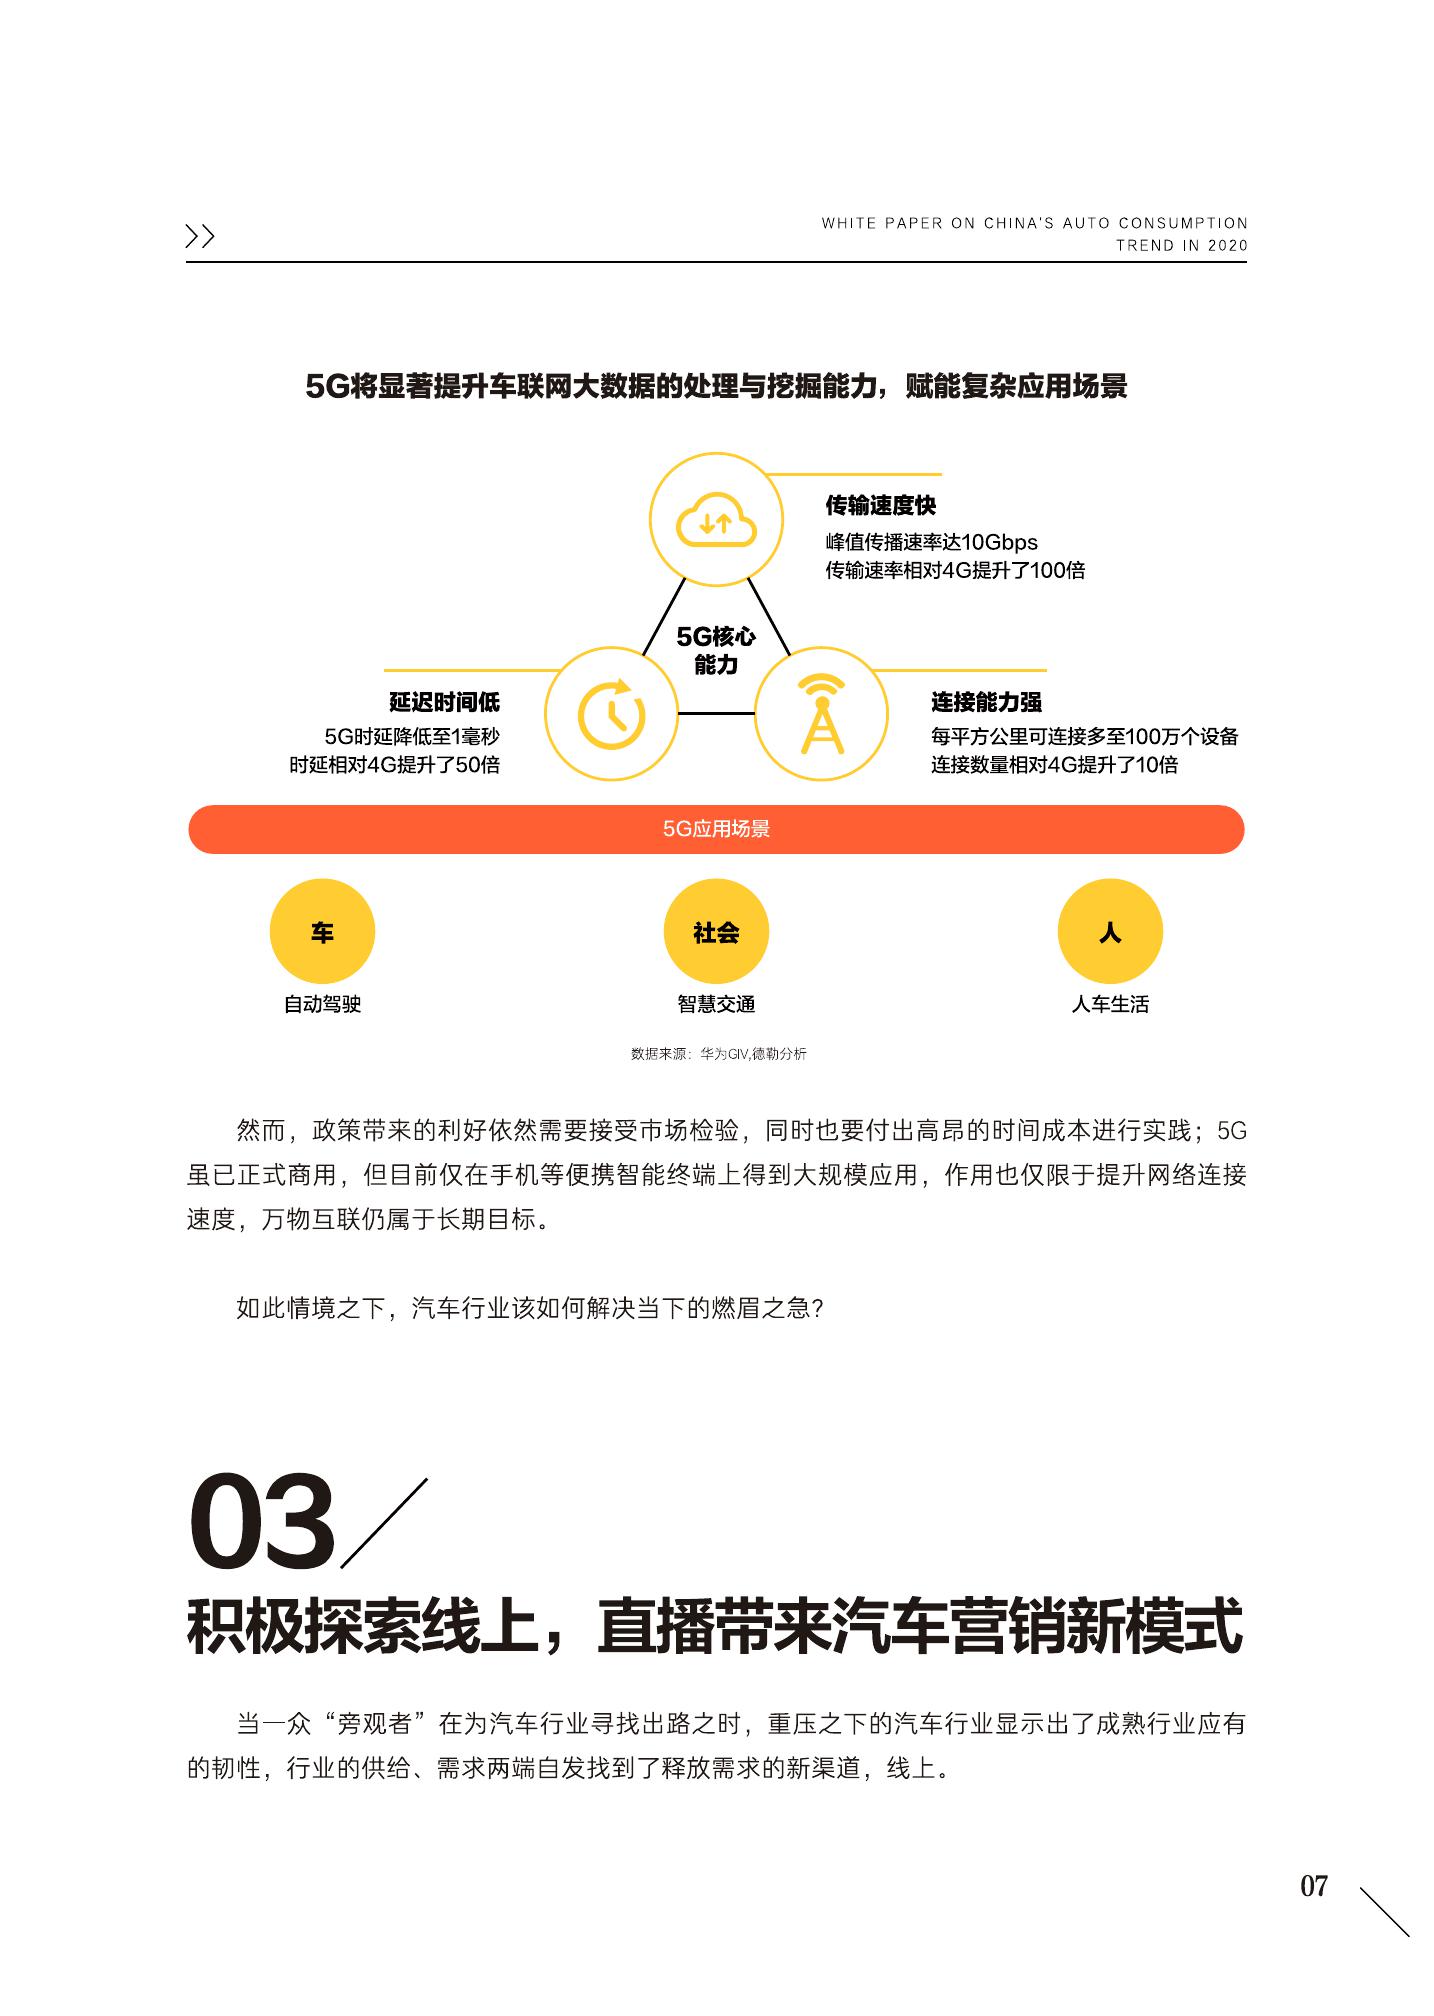 WHITE PAPER ON CHINA'S AUTO CONSUMPTION
TREND IN 2020
5G将显著提升车联网大数据的处理与挖掘能力，赋能复杂应用场景
传输速度快
峰值传播速率达10Gbps
传输速率相对4G提升了100倍
5G核心
能力
延迟时间低
5G时延降低至1毫秒
时延相对4G提升了50倍
连接能力强
每平方公里可连接多至100万个设备
连接数量相对4G提升了10倍
5G应用场景
车
社会
人
自动驾驶
智慧交通
人车生活
数据来源：华为GIV,德勒分析
然而，政策带来的利好依然需要接受市场检验，同时也要付出高昂的时间成本进行实践；5G
虽已正式商用，但目前仅在手机等便携智能终端上得到大规模应用，作用也仅限于提升网络连接
速度，万物互联仍属于长期目标。
如此情境之下，汽车行业该如何解决当下的燃眉之急？
03
积极探索线上，直播带来汽车营销新模式
当一众“旁观者”在为汽车行业寻找出路之时，重压之下的汽车行业显示出了成熟行业应有
的韧性，行业的供给、需求两端自发找到了释放需求的新渠道，线上。
07